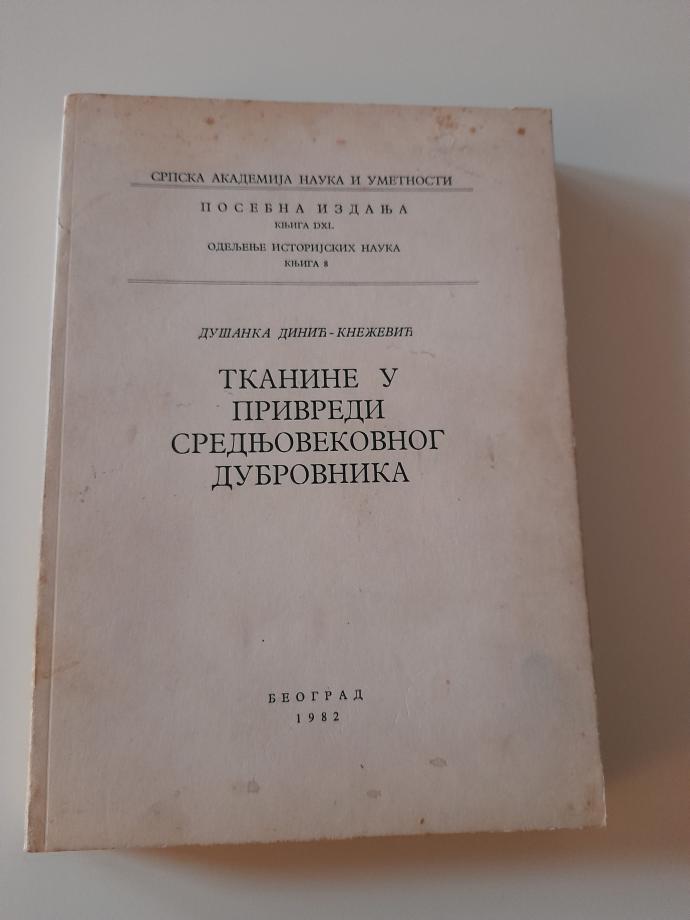 СРПСКА АКАДЕМИЈА НАУКА И УМЕТНОСТИ
ПОСЕБНА ИЗДАЊА
КЊИГА DXL
ОДЕЉЕЊЕ ИСТОРИЈСКИХ НАУКА
КЊИГА 8
ДУШАНКА ДИНИЋ-КНЕЖЕВИЋ
ТКАНИНЕ У
ПРИВРЕДИ
СРЕДЊОВЕКОВНОГ
ДУБРОВНИКА
БЕОГРАД
1982